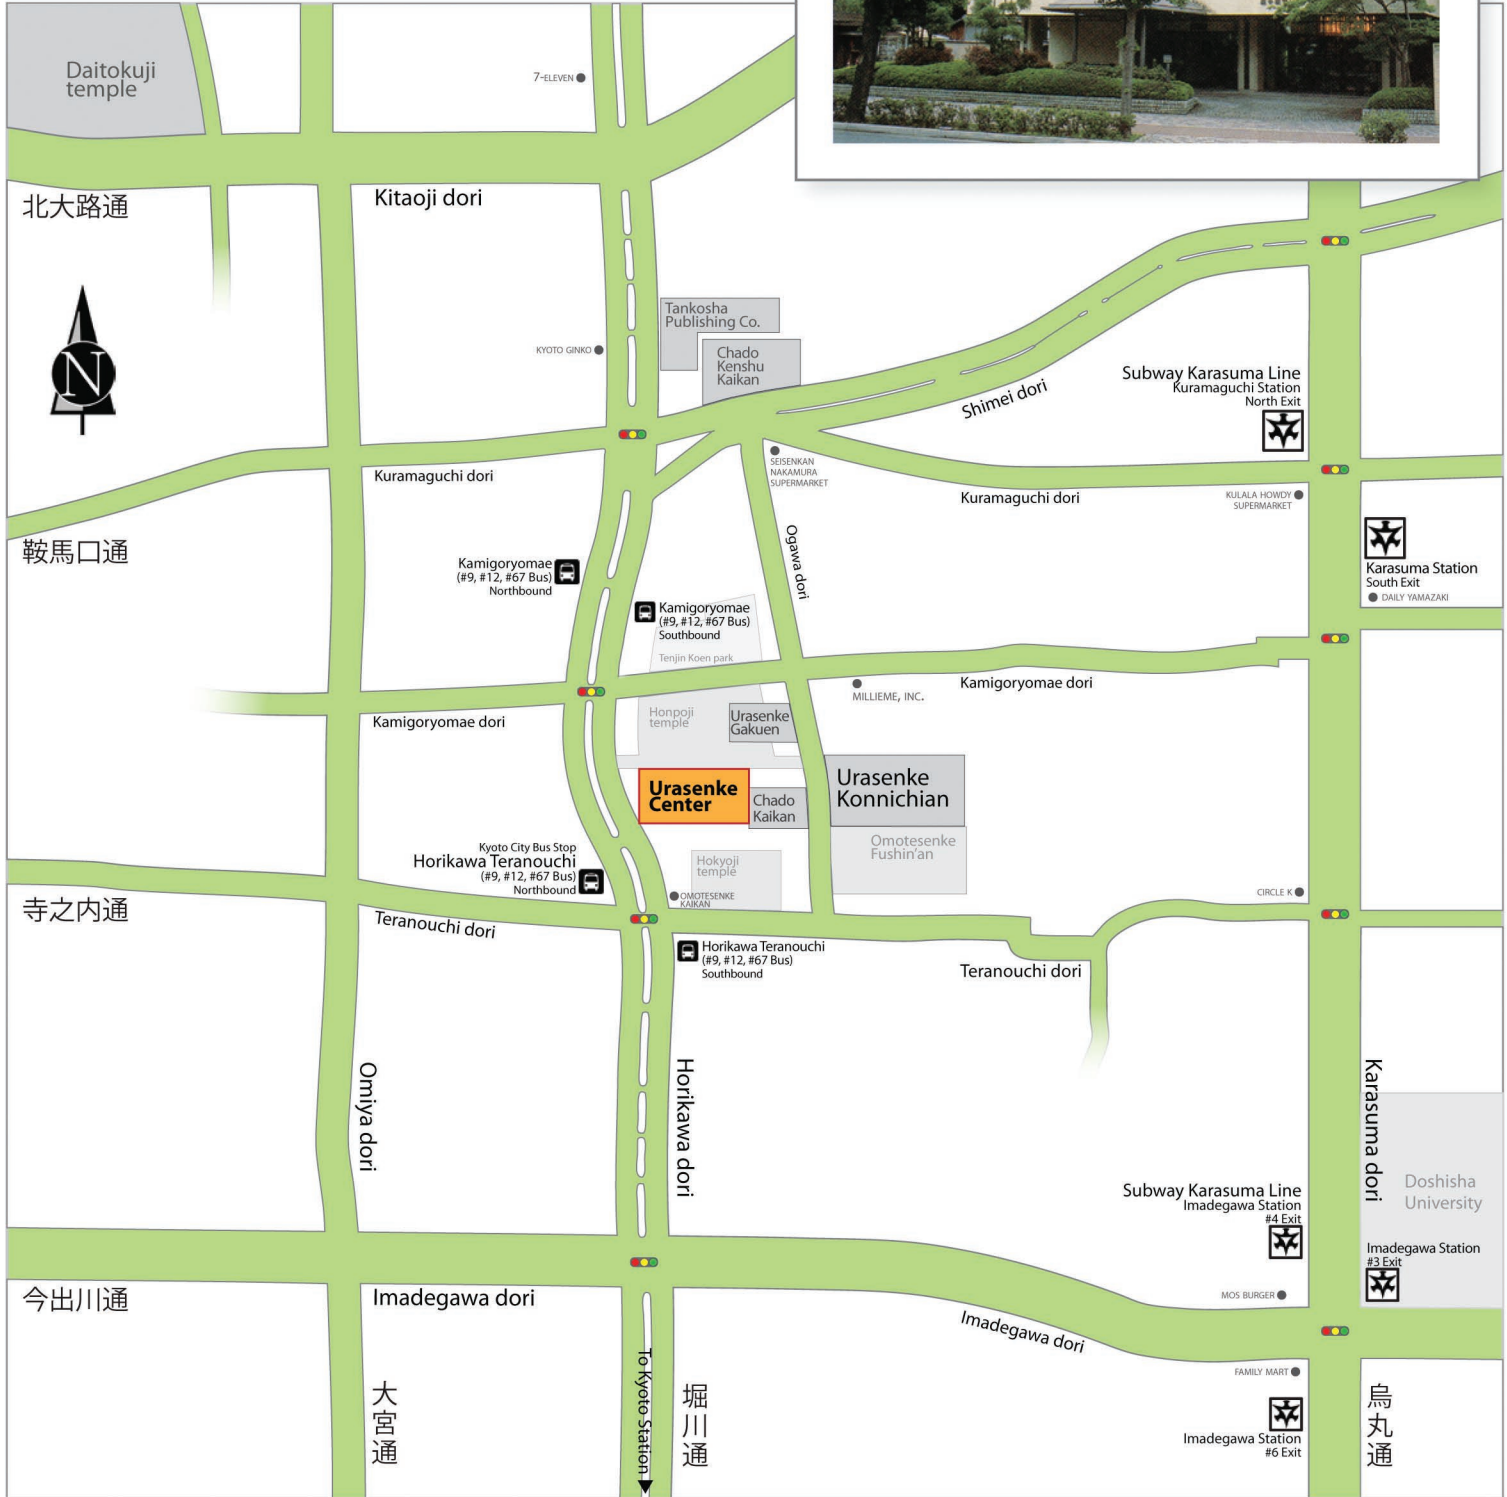 Daitokuji
temple
7-ELEVEN
北大路通
Kitaoji dori
N
Tankosha
Publishing Co.
KYOTO GINKO
Chado
Kenshu
Kaikan
Shimei dori
Subway Karasuma Line
Kuramaguchi Station
North Exit
Kuramaguchi dori
SEISENKAN
NAKAMURA
SUPERMARKET
Kuramaguchi dori
KULALA HOWDY
SUPERMARKET
鞍馬口通
Ogawa dori
Karasuma Station
South Exit
DAILY YAMAZAKI
Kamigoryomae
(#9, #12, #67 Bus)
Northbound
Kamigoryomae
(#9, #12, #67 Bus)
Southbound
Tenjin Koen park
Kamigoryomae dori
MILLIEME, INC.
Kamigoryomae dori
Honpoji
temple
Urasenke
Gakuen
Urasenke
Center
Chado
Kaikan
Urasenke
Konnichian
Omotesenke
Fushin'an
Kyoto City Bus Stop
Horikawa Teranouchi
(#9, #12, #67 Bus)
Northbound
Hokyoji
temple
OMOTESENKE
KAIKAN
CIRCLE K
寺之内通
Teranouchi dori
Horikawa Teranouchi
(#9, #12, #67 Bus)
Southbound
Teranouchi dori
Omiya dori
Horikawa dori
Karasuma dori
Doshisha
University
Subway Karasuma Line
Imadegawa Station
#4 Exit
Imadegawa Station
#3 Exit
今出川通
Imadegawa dori
MOS BURGER
Imadegawa dori
To Kyoto Station
FAMILY MART
大宮通
堀川通
烏丸通
Imadegawa Station
#6 Exit